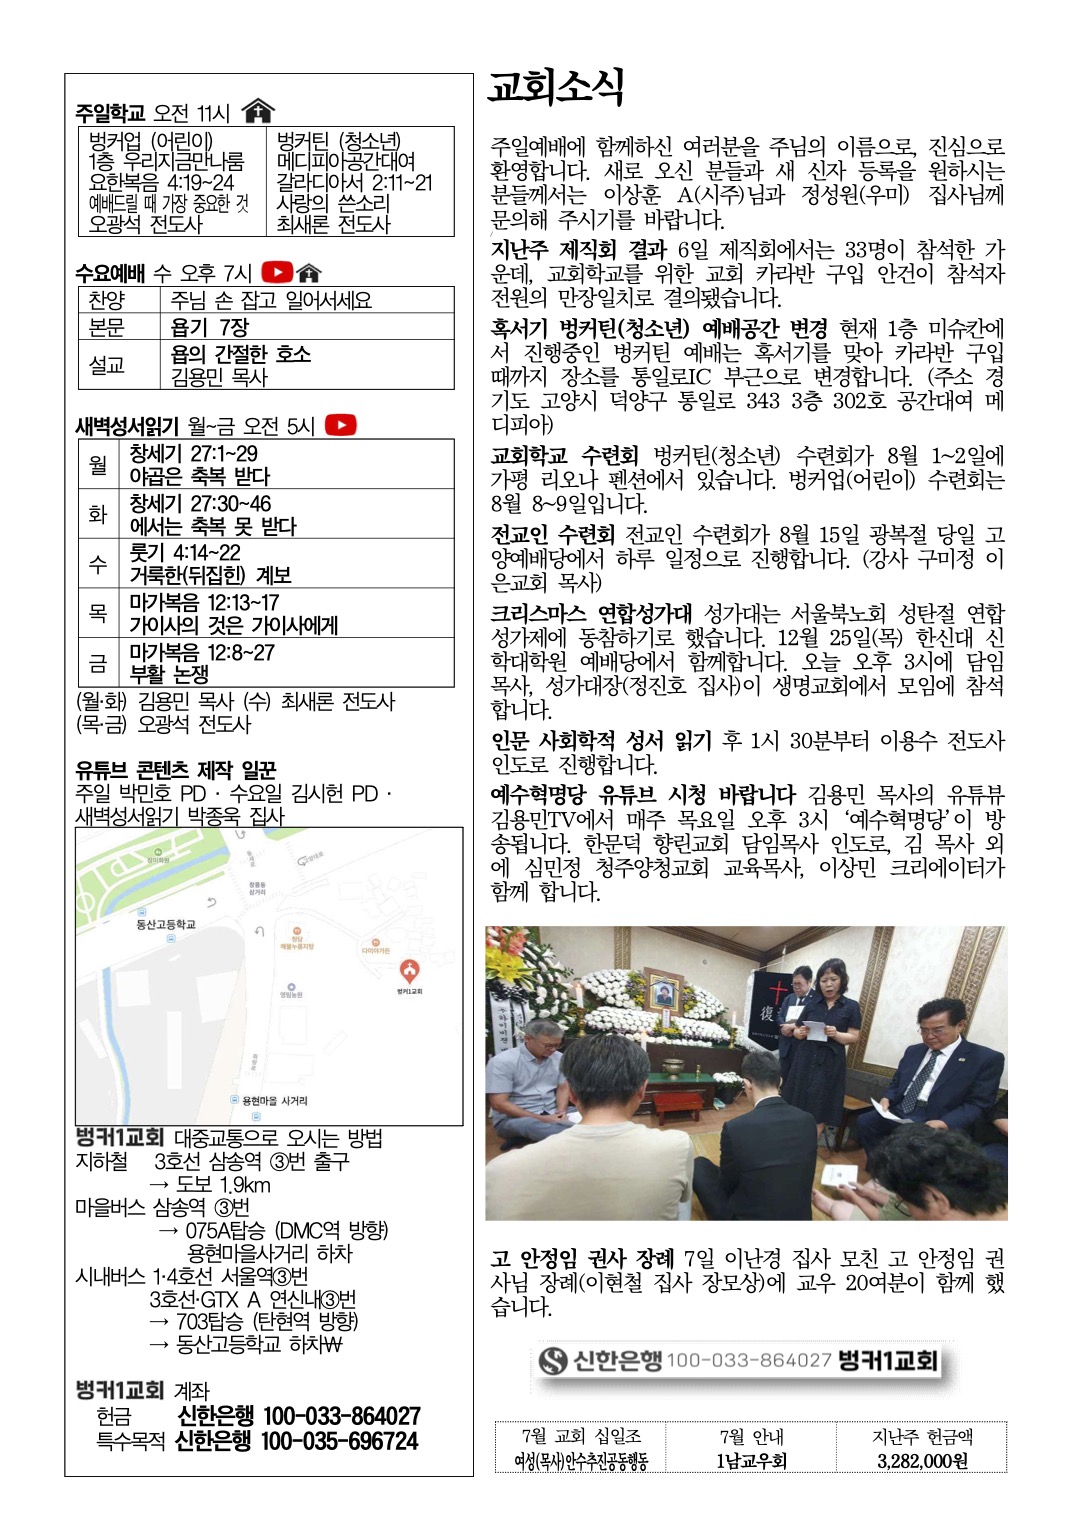 주일학교 오전 11시
벙커업 (어린이)
1층 우리지금만나룸
요한복음 4:19~24
예배드릴 때 가장 중요한 것
오광석 전도사
벙커틴 (청소년)
메디피아공간대여
갈라디아서 2:11~21
사랑의 쓴소리
최새론 전도사
수요예배 수 오후 7시
찬양 주님 손 잡고 일어서세요
본문 욥기 7장
설교 욥의 간절한 호소
김용민 목사
새벽성서읽기 월~금 오전 5시
월 창세기 27:1~29
야곱은 축복 받다
화 창세기 27:30~46
에서는 축복 못 받다
수 룻기 4:14~22
거룩한(뒤집힌) 계보
목 마가복음 12:13~17
가이사의 것은 가이사에게
금 마가복음 12:8~27
부활 논쟁
(월·화) 김용민 목사 (수) 최새론 전도사
(목·금) 오광석 전도사
유튜브 콘텐츠 제작 일꾼
주일 박민호 PD · 수요일 김시헌 PD ·
새벽성서읽기 박종욱 집사
동산고등학교
벙커1교회
용현마을 사거리
벙커1교회 대중교통으로 오시는 방법
지하철 3호선 삼송역 ③번 출구
→ 도보 1.9km
마을버스 삼송역 ③번
→ 075A탑승 (DMC역 방향)
용현마을사거리 하차
시내버스 1·4호선 서울역③번
3호선·GTX A 연신내③번
→ 703탑승 (탄현역 방향)
→ 동산고등학교 하차₩
벙커1교회 계좌
헌금 신한은행 100-033-864027
특수목적 신한은행 100-035-696724
교회소식
주일예배에 함께하신 여러분을 주님의 이름으로, 진심으로
환영합니다. 새로 오신 분들과 새 신자 등록을 원하시는
분들께서는 이상훈 A(시주)님과 정성원(우미) 집사님께
문의해 주시기를 바랍니다.
지난주 제직회 결과 6일 제직회에서는 33명이 참석한 가
운데, 교회학교를 위한 교회 카라반 구입 안건이 참석자
전원의 만장일치로 결의됐습니다.
혹서기 벙커틴(청소년) 예배공간 변경 현재 1층 미슈칸에
서 진행중인 벙커틴 예배는 혹서기를 맞아 카라반 구입
때까지 장소를 통일로IC 부근으로 변경합니다. (주소 경
기도 고양시 덕양구 통일로 343 3층 302호 공간대여 메
디피아)
교회학교 수련회 벙커틴(청소년) 수련회가 8월 1~2일에
가평 리오나 펜션에서 있습니다. 벙커업(어린이) 수련회는
8월 8~9일입니다.
전교인 수련회 전교인 수련회가 8월 15일 광복절 당일 고
양예배당에서 하루 일정으로 진행합니다. (강사 구미정 이
은교회 목사)
크리스마스 연합성가대 성가대는 서울북노회 성탄절 연합
성가제에 동참하기로 했습니다. 12월 25일(목) 한신대 신
학대학원 예배당에서 함께합니다. 오늘 오후 3시에 담임
목사, 성가대장(정진호 집사)이 생명교회에서 모임에 참석
합니다.
인문 사회학적 성서 읽기 후 1시 30분부터 이용수 전도사
인도로 진행합니다.
예수혁명당 유튜브 시청 바랍니다 김용민 목사의 유튜뷰
김용민TV에서 매주 목요일 오후 3시 ‘예수혁명당’이 방
송됩니다. 한문덕 향린교회 담임목사 인도로, 김 목사 외
에 심민정 청주양청교회 교육목사, 이상민 크리에이터가
함께 합니다.
고 안정임 권사 장례 7일 이난경 집사 모친 고 안정임 권
사님 장례(이현철 집사 장모상)에 교우 20여분이 함께 했
습니다.
신한은행 100-033-864027 벙커1교회
7월 교회 십일조
여성(목사)안수추진공동행동
7월 안내
1남교우회
지난주 헌금액
3,282,000원